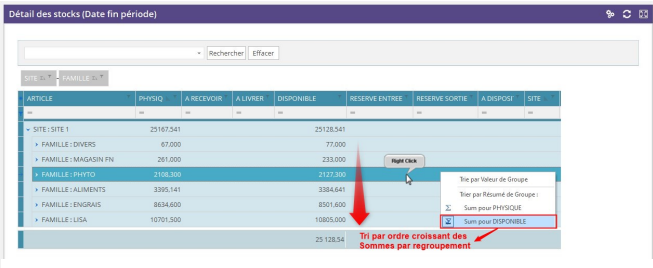 Détail des stocks (Date fin période)
Rechercher Effacer
SITE FAMILLE
ARTICLE PHYSIQ A RECEVOIR A LIVRER DISPONIBLE RESERVE ENTREE RESERVE SORTIE A DISPOSI SITE
= = = = = = = = =
SITE : SITE 1 25167,541 25128.541
FAMILLE : DIVERS 67.000 77.000
FAMILLE : MAGASIN FN 261.000 233.000
Right Click
FAMILLE : PHYTO 2108,300 2127,300
Trie par Valeur de Groupe
FAMILLE : ALIMENTS 3395,141 3384.641
Trier par Résumé de Groupe :
FAMILLE : ENGRAIS 8634,600 8501,600
Σ Sum pour PHYSIQUE
FAMILLE : LISA 10701,500 10805.000
Σ Sum pour DISPONIBLE
25 128,54
Tri par ordre croissant des
Sommes par regroupement